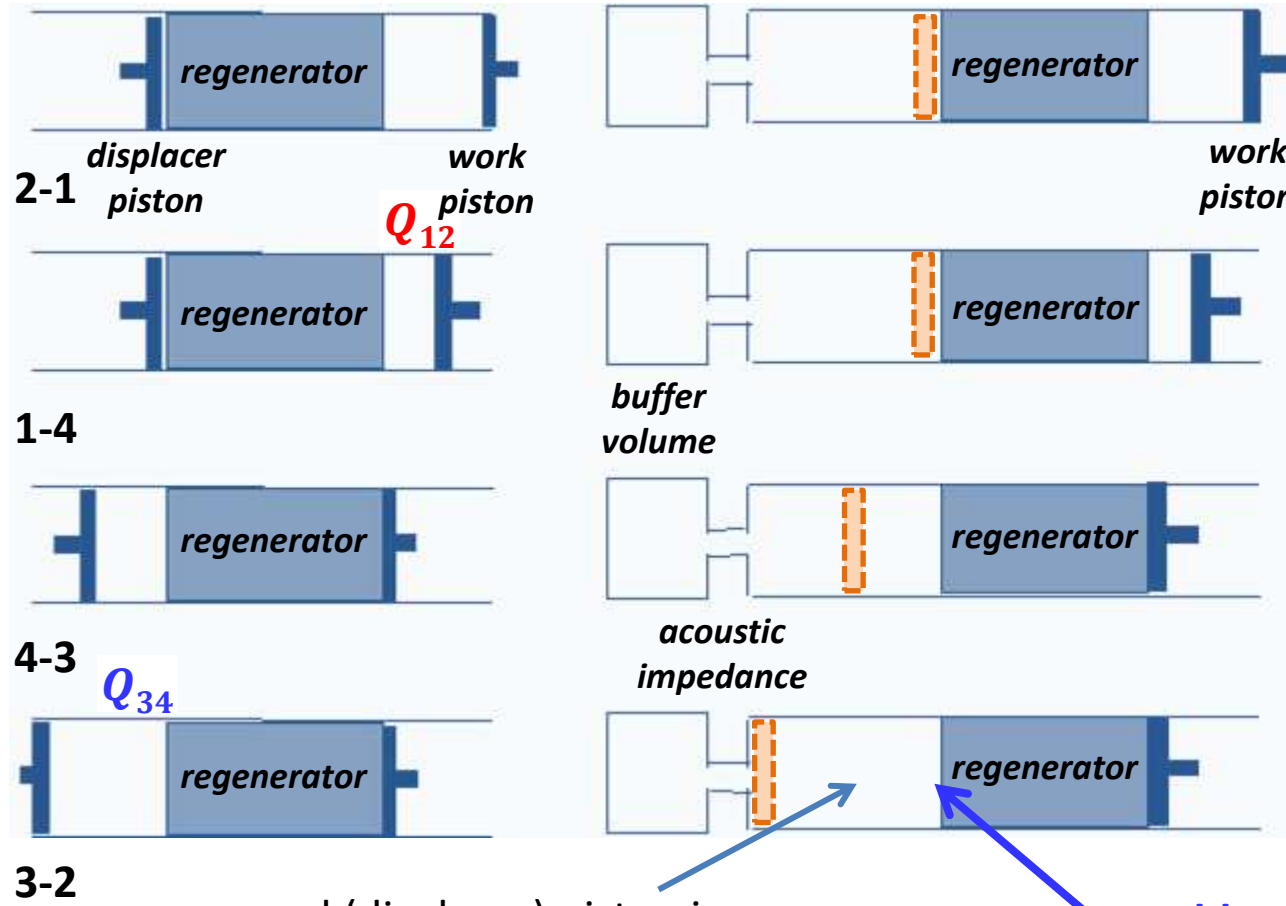 regenerator
regenerator
displacer
piston
work
piston
work
2-1
Q12
regenerator
regenerator
buffer
volume
1-4
regenerator
regenerator
acoustic
impedance
4-3
Q34
regenerator
regenerator
3-2